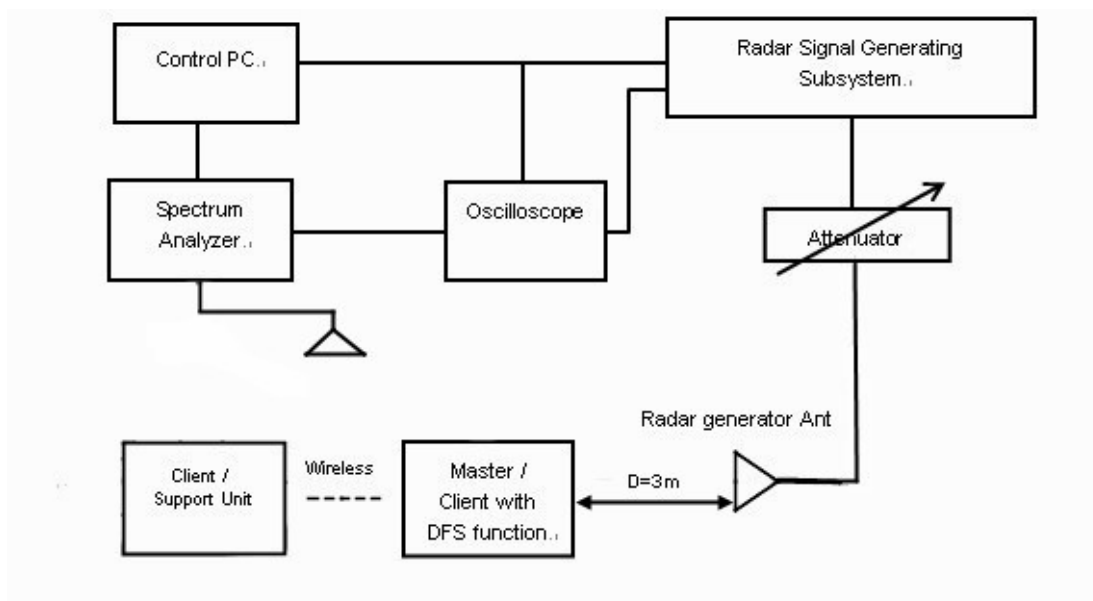 Control PC.
Radar Signal Generating
Subsystem.
Spectrum
Analyzer.
Oscilloscope
Attenuator
Radar generator Ant
Client /
Support Unit
Wireless
Master /
Client with
DFS function.
D=3m